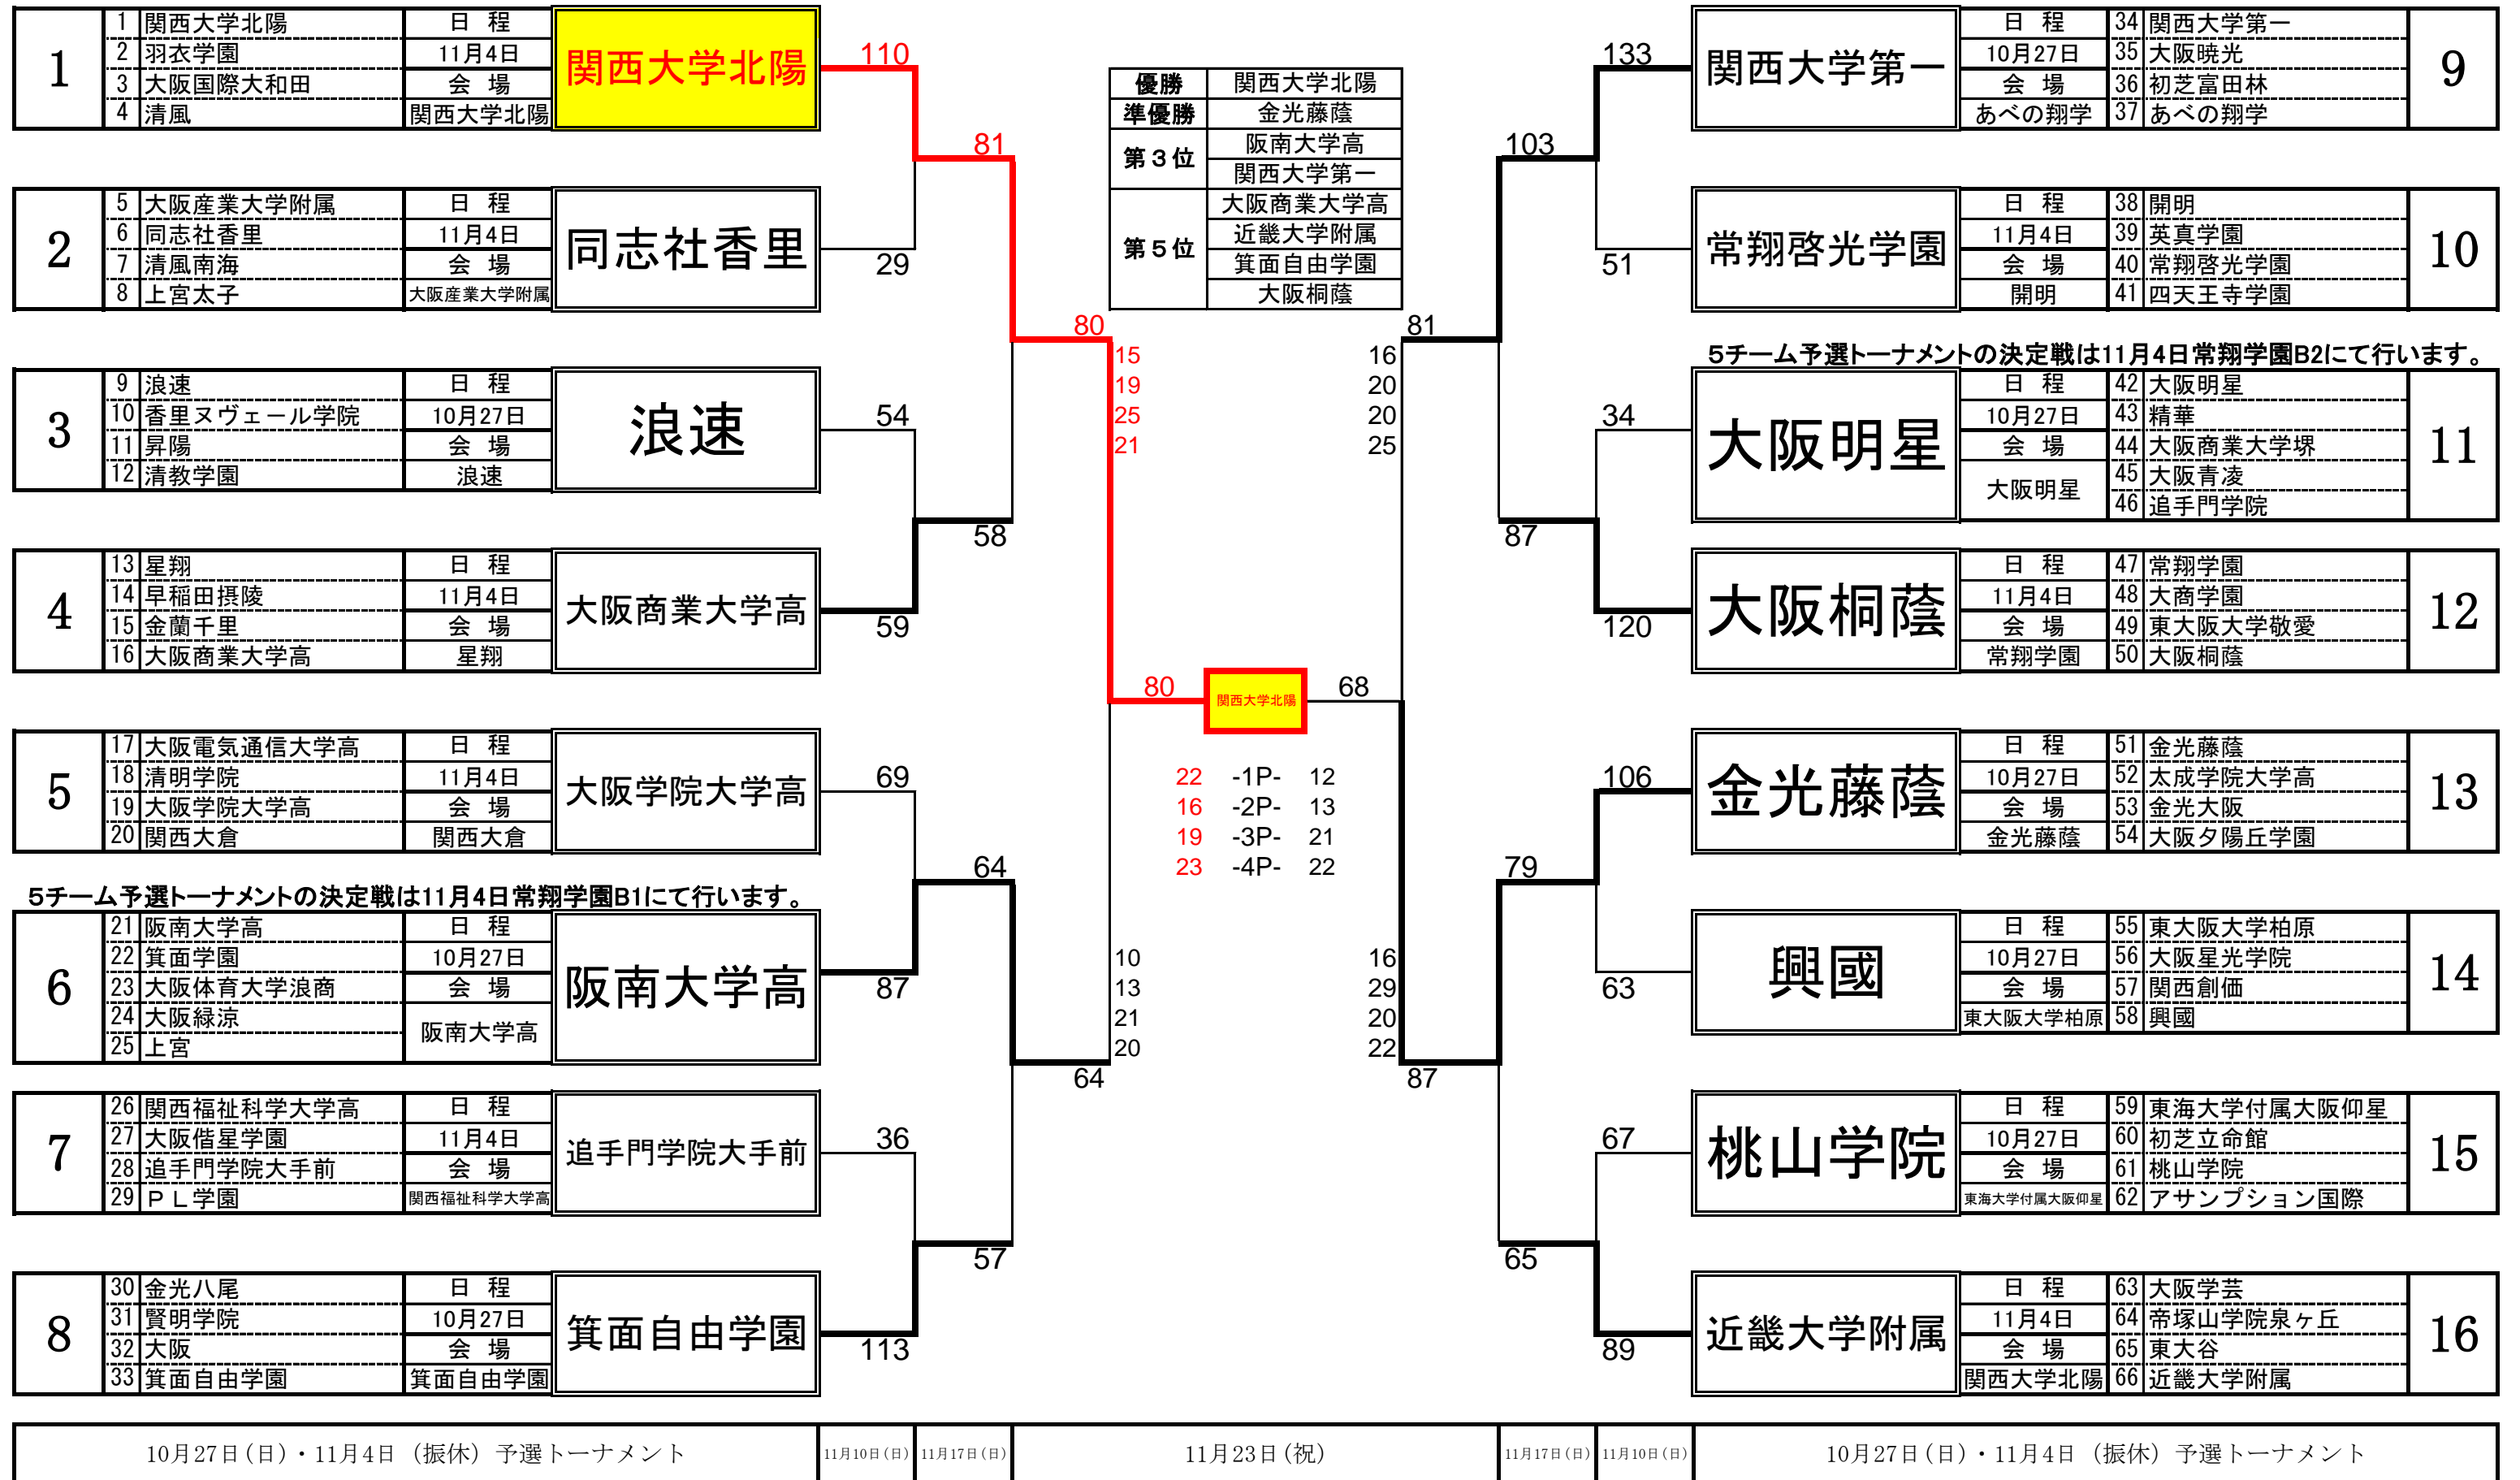 1
1 関西大学北陽
2 羽衣学園
3 大阪国際大和田
4 清風
日 程
11月4日
会 場
関西大学北陽
関西大学北陽
2
5 大阪産業大学附属
6 同志社香里
7 清風南海
8 上宮太子
日 程
11月4日
会 場
大阪産業大学附属
同志社香里
3
9 浪速
10 香里ヌヴェール学院
11 昇陽
12 清教学園
日 程
10月27日
会 場
浪速
浪速
4
13 星翔
14 早稲田摂陵
15 金蘭千里
16 大阪商業大学高
日 程
11月4日
会 場
星翔
大阪商業大学高
5
17 大阪電気通信大学高
18 清明学院
19 大阪学院大学高
20 関西大倉
日 程
11月4日
会 場
関西大倉
大阪学院大学高
5チーム予選トーナメントの決定戦は11月4日常翔学園B1にて行います。
6
21 阪南大学高
22 箕面学園
23 大阪体育大学浪商
24 大阪緑涼
25 上宮
日 程
10月27日
会 場
阪南大学高
阪南大学高
7
26 関西福祉科学大学高
27 大阪偕星学園
28 追手門学院大手前
29 ＰＬ学園
日 程
11月4日
会 場
関西福祉科学大学高
追手門学院大手前
8
30 金光八尾
31 賢明学院
32 大阪
33 箕面自由学園
日 程
10月27日
会 場
箕面自由学園
箕面自由学園
110
29
54
59
69
87
36
113
81
58
64
57
80
15
19
25
21
10
13
21
20
64
優勝 関西大学北陽
準優勝 金光藤蔭
第３位 阪南大学高
関西大学第一
第５位 大阪商業大学高
近畿大学附属
箕面自由学園
大阪桐蔭
80 関西大学北陽 68
22 -1P- 12
16 -2P- 13
19 -3P- 21
23 -4P- 22
81
16
20
20
25
16
29
20
22
87
103
87
79
65
133
51
34
120
106
63
67
89
関西大学第一
日 程
10月27日
会 場
あべの翔学
34 関西大学第一
35 大阪暁光
36 初芝富田林
37 あべの翔学
9
常翔啓光学園
日 程
11月4日
会 場
開明
38 開明
39 英真学園
40 常翔啓光学園
41 四天王寺学園
10
5チーム予選トーナメントの決定戦は11月4日常翔学園B2にて行います。
大阪明星
日 程
10月27日
会 場
大阪明星
42 大阪明星
43 精華
44 大阪商業大学堺
45 大阪青凌
46 追手門学院
11
大阪桐蔭
日 程
11月4日
会 場
常翔学園
47 常翔学園
48 大商学園
49 東大阪大学敬愛
50 大阪桐蔭
12
金光藤蔭
日 程
10月27日
会 場
金光藤蔭
51 金光藤蔭
52 太成学院大学高
53 金光大阪
54 大阪夕陽丘学園
13
興國
日 程
10月27日
会 場
東大阪大学柏原
55 東大阪大学柏原
56 大阪星光学院
57 関西創価
58 興國
14
桃山学院
日 程
10月27日
会 場
東海大学付属大阪仰星
59 東海大学付属大阪仰星
60 初芝立命館
61 桃山学院
62 アサンプション国際
15
近畿大学附属
日 程
11月4日
会 場
関西大学北陽
63 大阪学芸
64 帝塚山学院泉ヶ丘
65 東大谷
66 近畿大学附属
16
10月27日(日)・11月4日 (振休) 予選トーナメント 11月10日(日) 11月17日(日) 11月23日(祝) 11月17日(日) 11月10日(日) 10月27日(日)・11月4日 (振休) 予選トーナメント